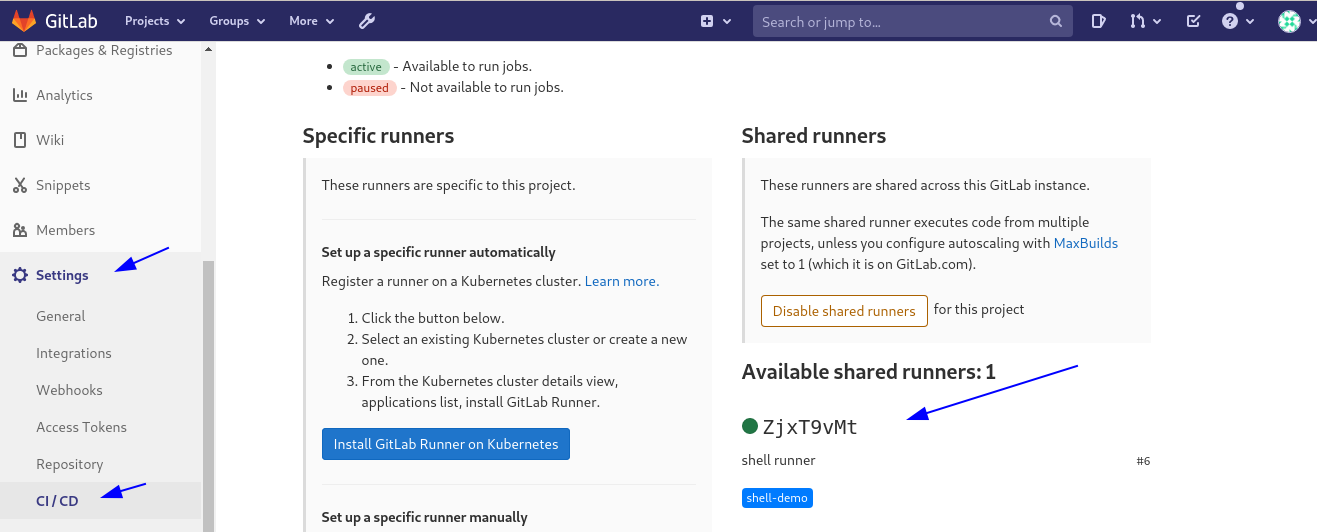 GitLab Projects Groups More Search or jump to...
Packages & Registries
Analytics
Wiki
Snippets
Members
Settings
General
Integrations
Webhooks
Access Tokens
Repository
CI / CD
active - Available to run jobs.
paused - Not available to run jobs.
Specific runners
These runners are specific to this project.
Set up a specific runner automatically
Register a runner on a Kubernetes cluster. Learn more.
1. Click the button below.
2. Select an existing Kubernetes cluster or create a new
one.
3. From the Kubernetes cluster details view,
applications list, install GitLab Runner.
Install GitLab Runner on Kubernetes
Set up a specific runner manually
Shared runners
These runners are shared across this GitLab instance.
The same shared runner executes code from multiple
projects, unless you configure autoscaling with MaxBuilds
set to 1 (which it is on GitLab.com).
Disable shared runners for this project
Available shared runners: 1
ZjxT9vMt
shell runner #6
shell-demo